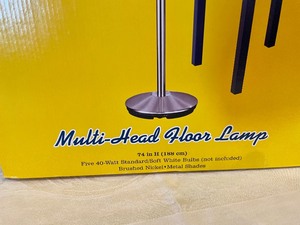 Multi-Head Floor Lamp
74 in H (188 cm)
Five 40-Watt Standard/Soft White Bulbs (not included)
Brushed Nickel•Metal Shades